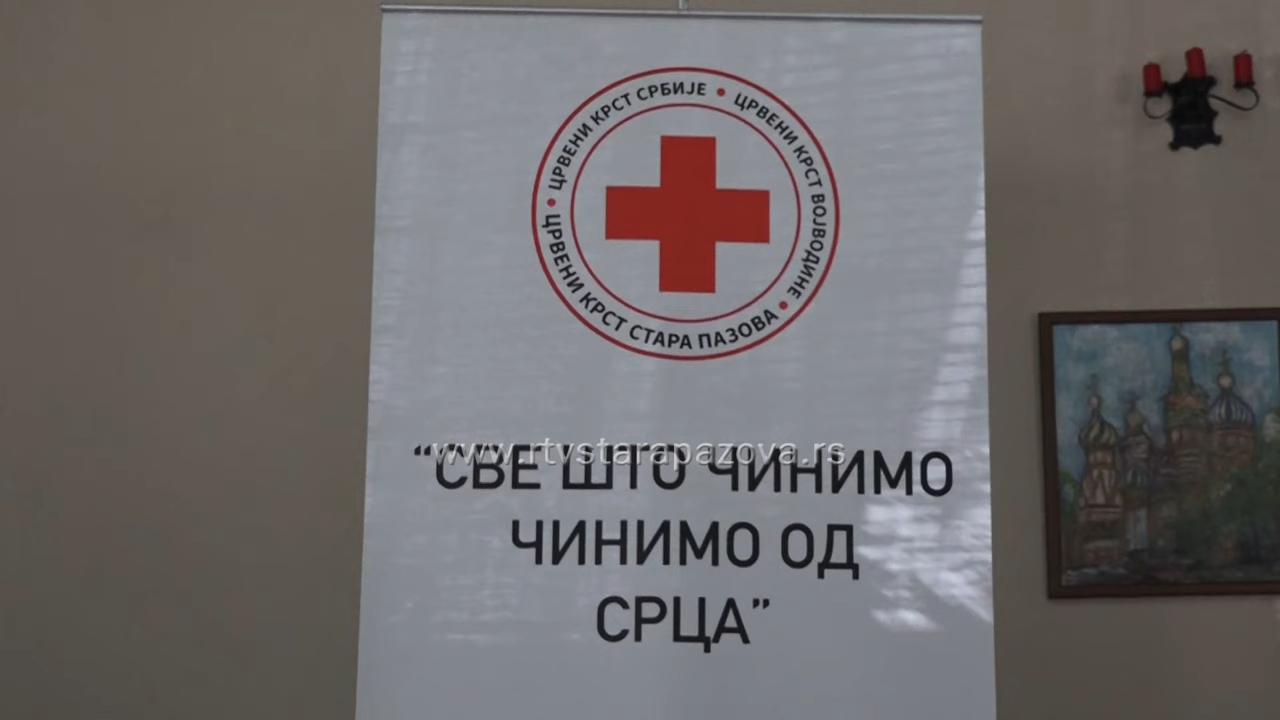 ЦРВЕНИ КРСТ СРБИЈЕ • ЦРВЕНИ КРСТ ВОЈВОДИНЕ • ЦРВЕНИ КРСТ СТАРА ПАЗОВА •
www.rtvstarapazova.rs
“СВЕ ШТО ЧИНИМО
ЧИНИМО ОД
СРЦА”